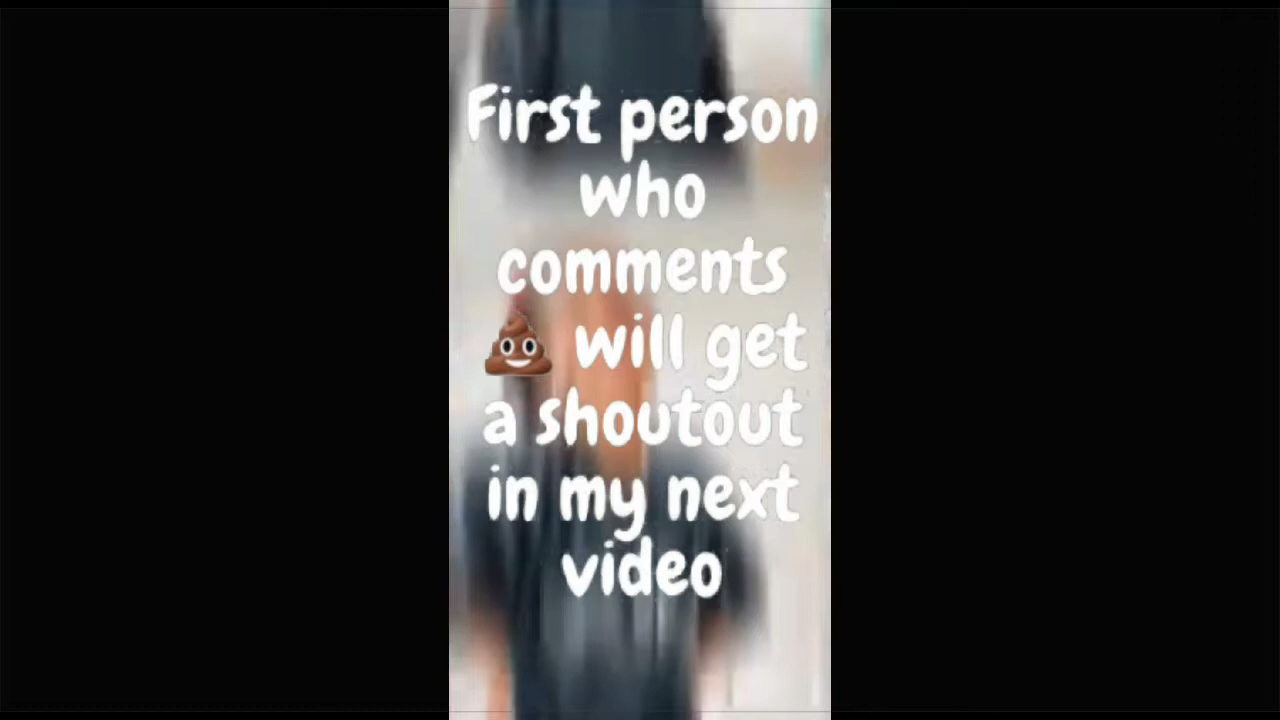 First person
who
comments
💩 will get
a shoutout
in my next
video